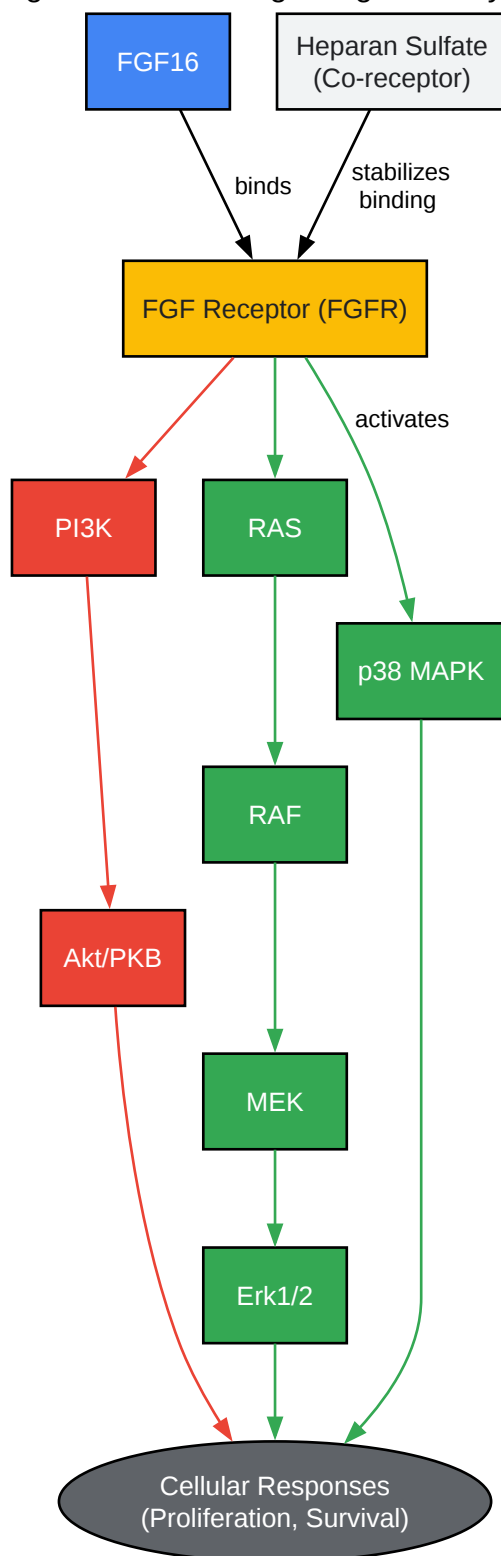 FGF16
Heparan Sulfate
(Co-receptor)
binds
stabilizes
binding
FGF Receptor (FGFR)
activates
PI3K
RAS
p38 MAPK
RAF
Akt/PKB
MEK
Erk1/2
Cellular Responses
(Proliferation, Survival)